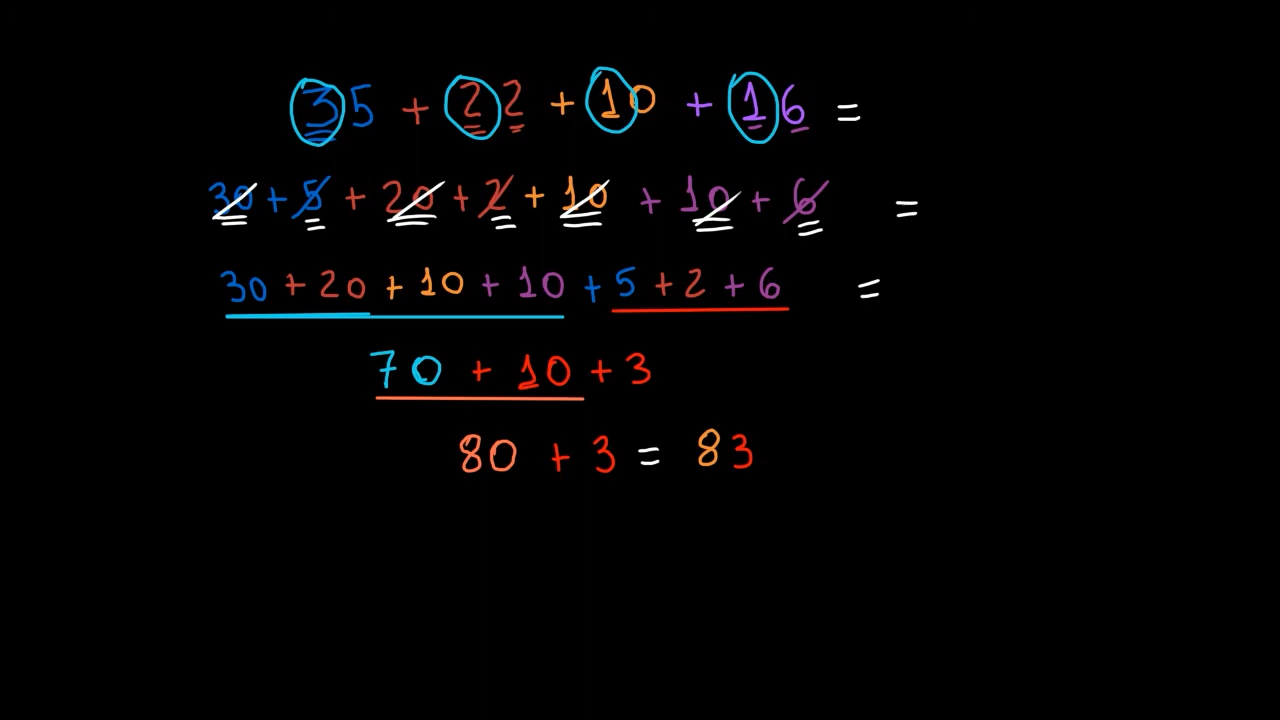 35 + 22 + 10 + 16 =
30 + 5 + 20 + 2 + 10 + 10 + 6 =
30 + 20 + 10 + 10 + 5 + 2 + 6 =
70 + 10 + 3
80 + 3 = 83